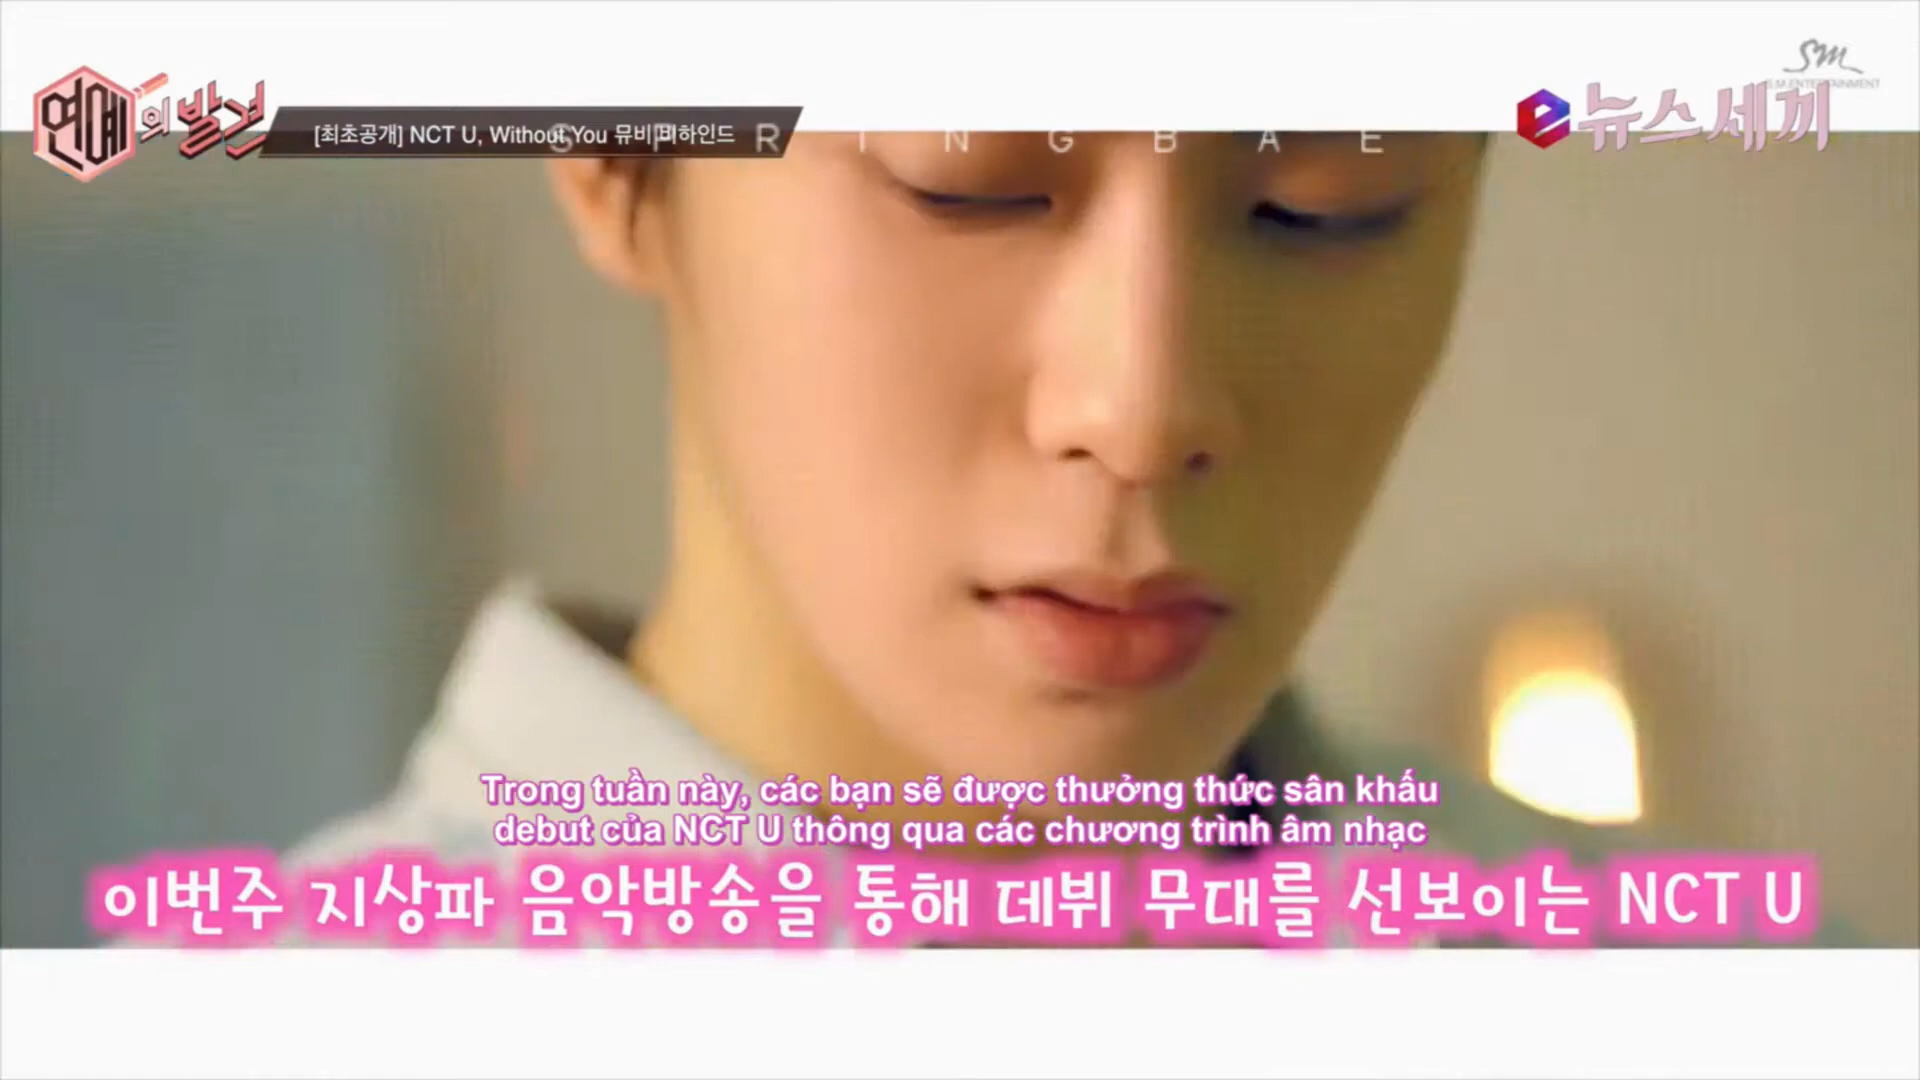 SM
S.M.ENTERTAINMENT
연예의 발견
[최초공개] NCT U, Without You 뮤비 비하인드
e뉴스세끼
SPRINGBAE
Trong tuần này, các bạn sẽ được thưởng thức sân khấu
debut của NCT U thông qua các chương trình âm nhạc
이번주 지상파 음악방송을 통해 데뷔 무대를 선보이는 NCT U